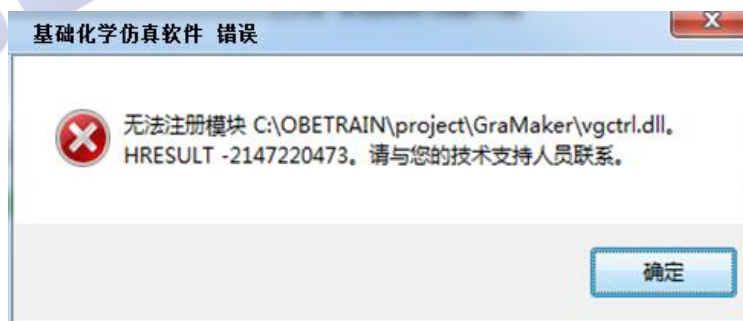 基础化学仿真软件 错误
无法注册模块 C:\OBETRAIN\project\GraMaker\vgctrl.dll。
HRESULT -2147220473。请与您的技术支持人员联系。
确定